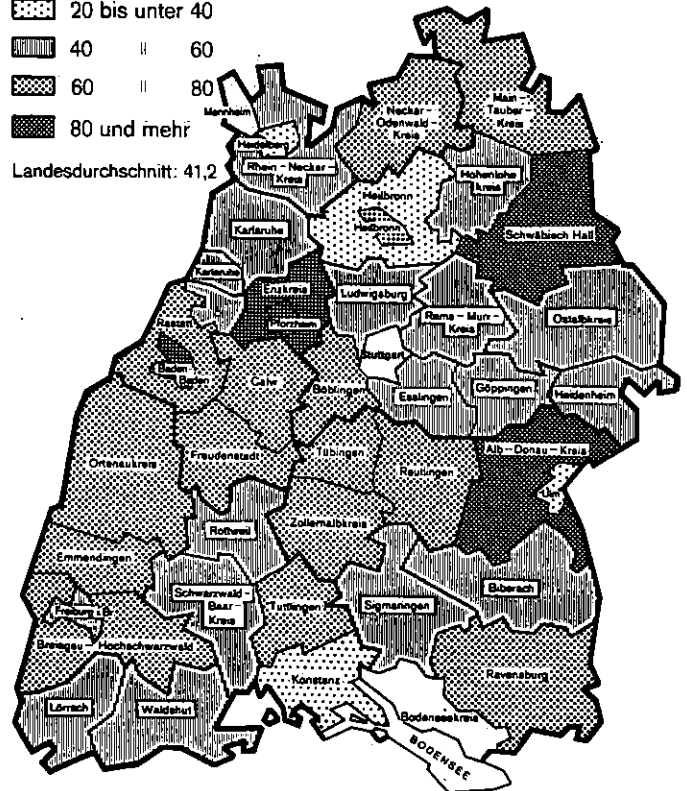 20 bis unter 40
40 " 60
60 " 80
80 und mehr
Landesdurchschnitt: 41,2
Mannheim
Heidelberg
Rhein-Neckar-
Kreis
Neckar-
Odenwald-
Kreis
Main-
Tauber-
Kreis
Hohenlohe
kreis
Heilbronn
Heilbronn
Schwäbisch Hall
Karlsruhe
Karlsruhe
Enzkreis
Pforzheim
Ludwigsburg
Rems-Murr-
Kreis
Ostalbkreis
Rastatt
Baden-
Baden
Calw
Böblingen
Stuttgart
Esslingen
Göppingen
Heidenheim
Alb-Donau-Kreis
Ulm
Ortenaukreis
Freudenstadt
Tübingen
Reutlingen
Rottweil
Zollernalbkreis
Emmendingen
Freiburg i.Br.
Breisgau-Hochschwarzwald
Schwarzwald-
Baar-
Kreis
Tuttlingen
Sigmaringen
Biberach
Ravensburg
Konstanz
Bodenseekreis
BODENSEE
Lörrach
Waldshut